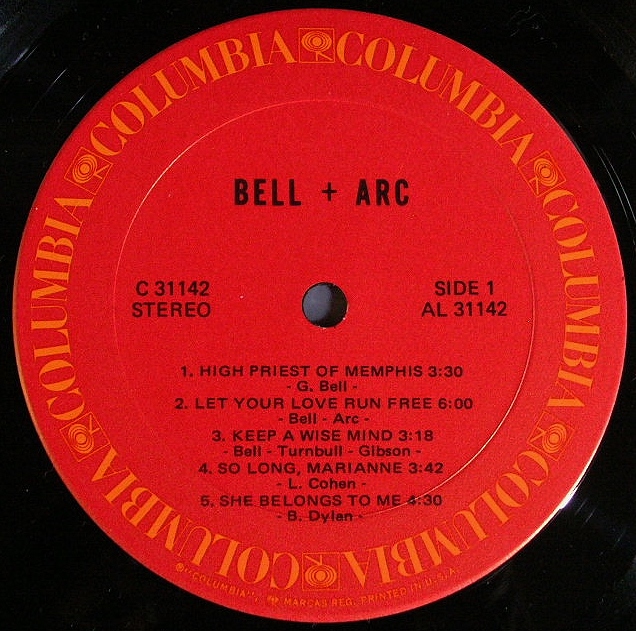 COLUMBIA COLUMBIA COLUMBIA COLUMBIA COLUMBIA COLUMBIA COLUMBIA
BELL + ARC
C 31142
STEREO
SIDE 1
AL 31142
1. HIGH PRIEST OF MEMPHIS 3:30
- G. Bell -
2. LET YOUR LOVE RUN FREE 6:00
- Bell - Arc -
3. KEEP A WISE MIND 3:18
- Bell - Turnbull - Gibson -
4. SO LONG, MARIANNE 3:42
- L. Cohen -
5. SHE BELONGS TO ME 4:30
- B. Dylan -
"COLUMBIA", MARCAS REG. PRINTED IN U.S.A.